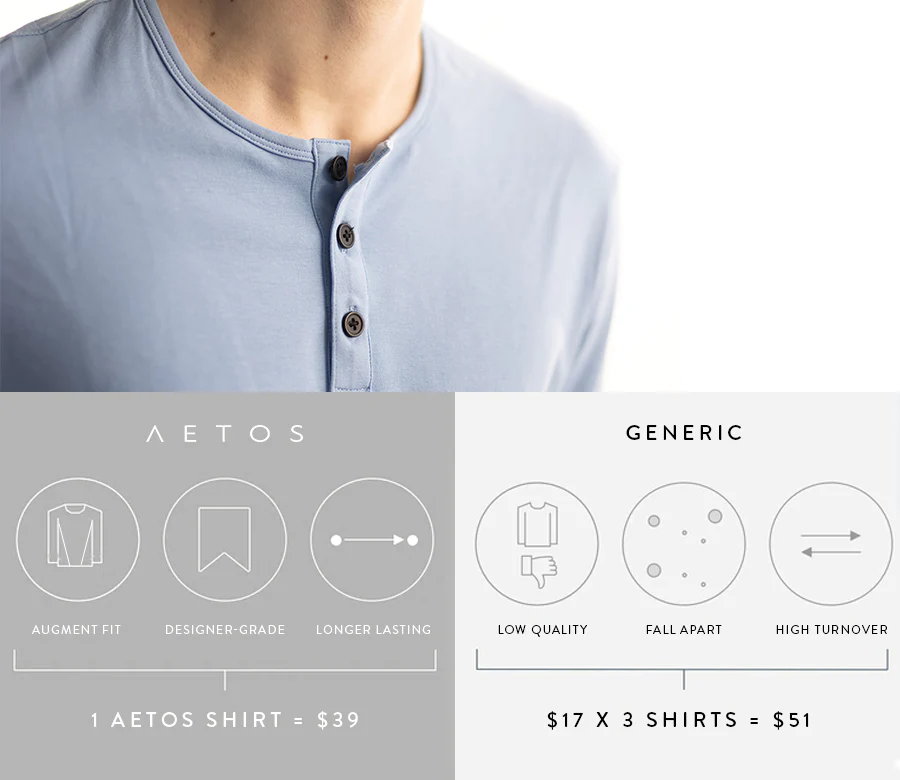 ΛETOS
GENERIC
AUGMENT FIT
DESIGNER-GRADE
LONGER LASTING
LOW QUALITY
FALL APART
HIGH TURNOVER
1 AETOS SHIRT = $39
$17 X 3 SHIRTS = $51